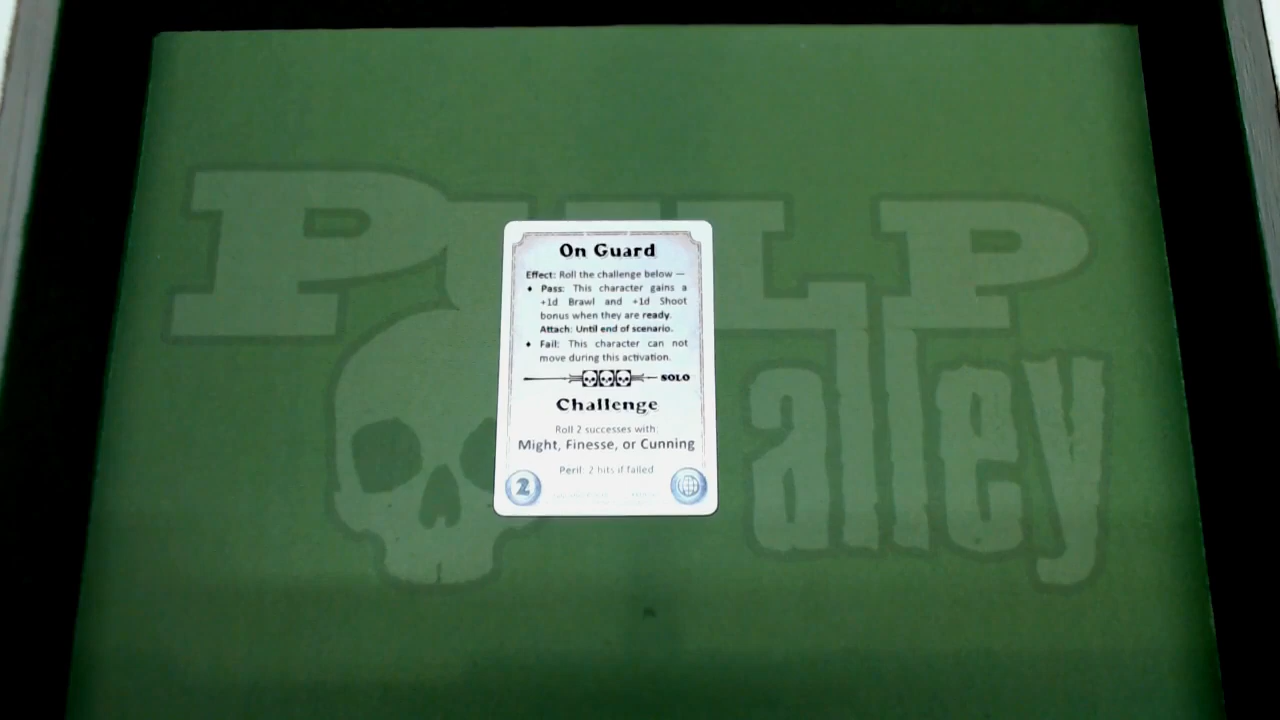 PULP
alley
On Guard
Effect: Roll the challenge below —
♦ Pass: This character gains a
+1d Brawl and +1d Shoot
bonus when they are ready.
Attach: Until end of scenario.
♦ Fail: This character can not
move during this activation.
SOLO
Challenge
Roll 2 successes with:
Might, Finesse, or Cunning
Peril: 2 hits if failed
2